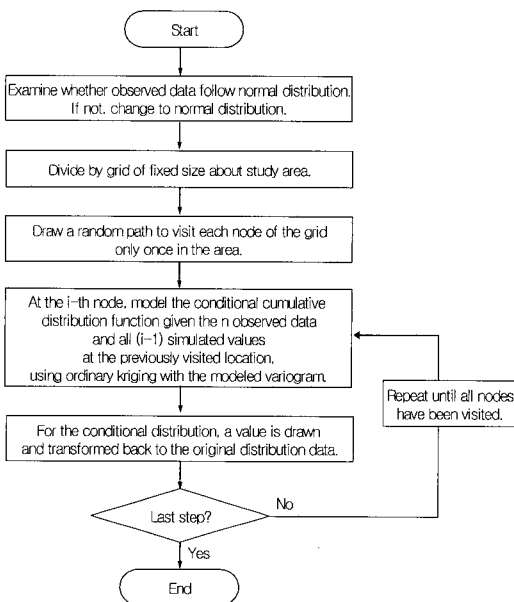 Start
Examine whether observed data follow normal distribution.
If not, change to normal distribution.
Divide by grid of fixed size about study area.
Draw a random path to visit each node of the grid
only once in the area.
At the i-th node, model the conditional cumulative
distribution function given the n observed data
and all (i-1) simulated values
at the previously visited location,
using ordinary kriging with the modeled variogram.
Repeat until all nodes
have been visited.
For the conditional distribution, a value is drawn
and transformed back to the original distribution data.
Last step?
No
Yes
End